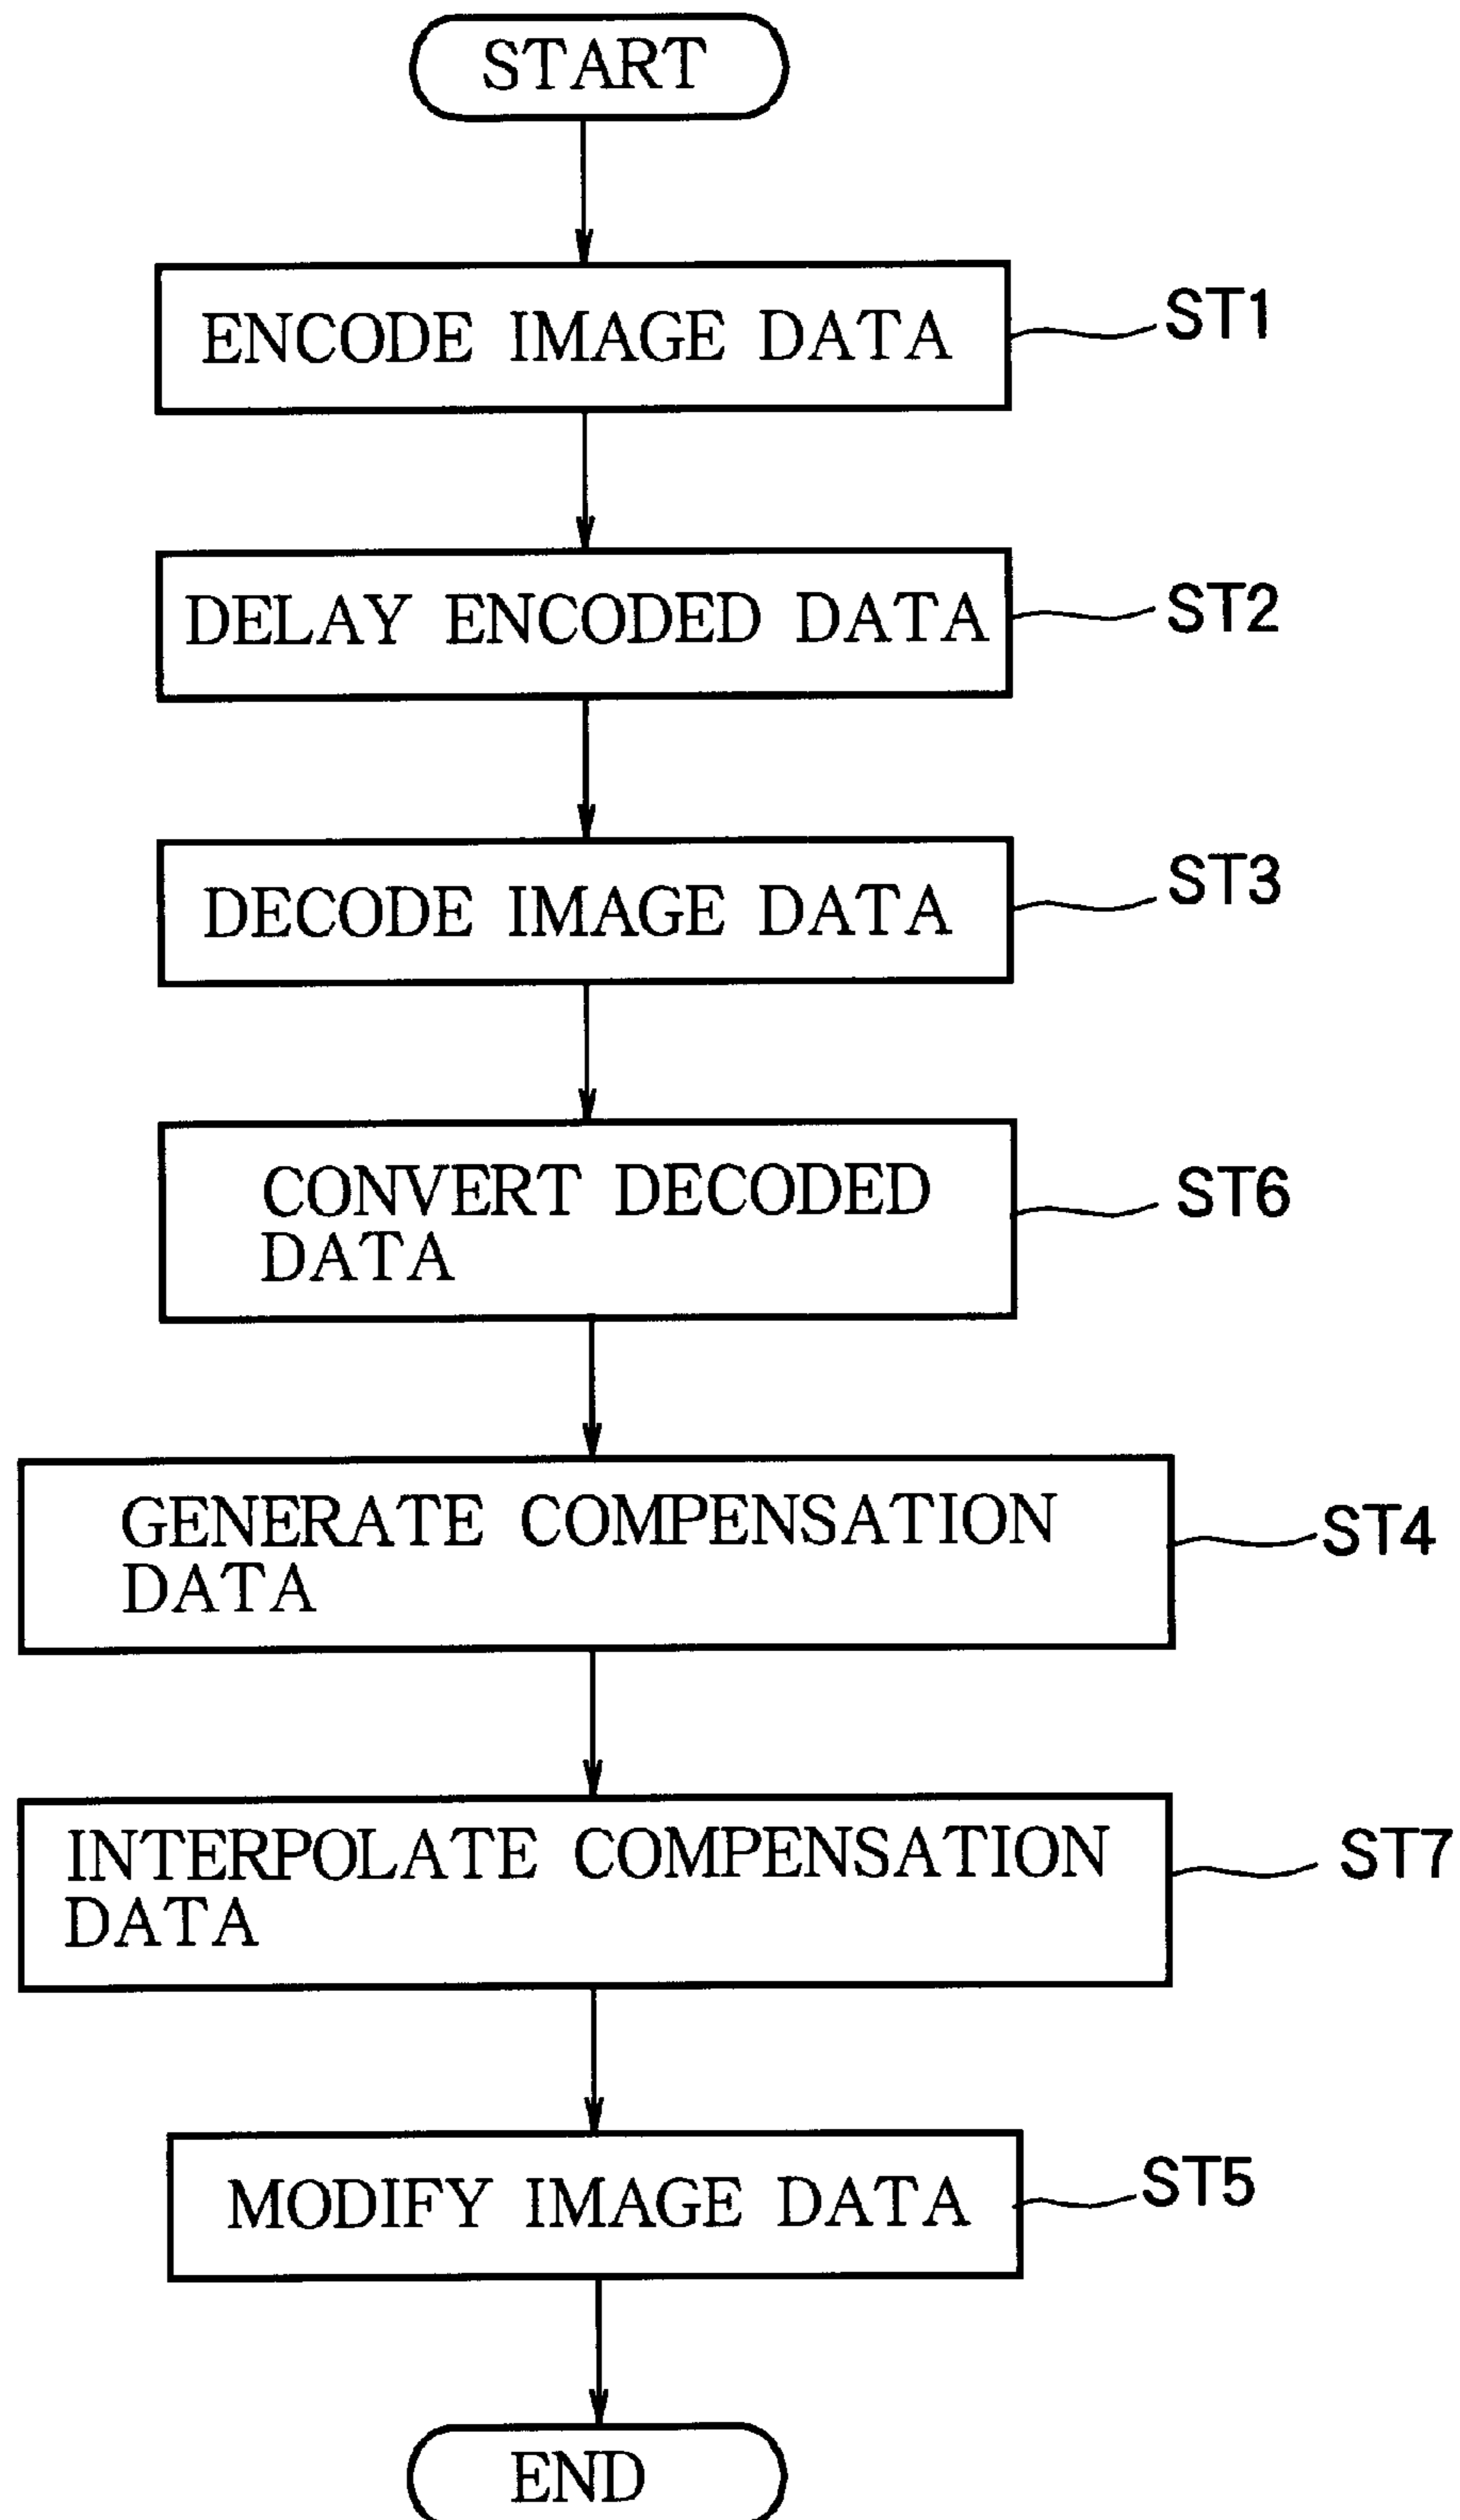 START
ENCODE IMAGE DATA
ST1
DELAY ENCODED DATA
ST2
DECODE IMAGE DATA
ST3
CONVERT DECODED
DATA
ST6
GENERATE COMPENSATION
DATA
ST4
INTERPOLATE COMPENSATION
DATA
ST7
MODIFY IMAGE DATA
ST5
END